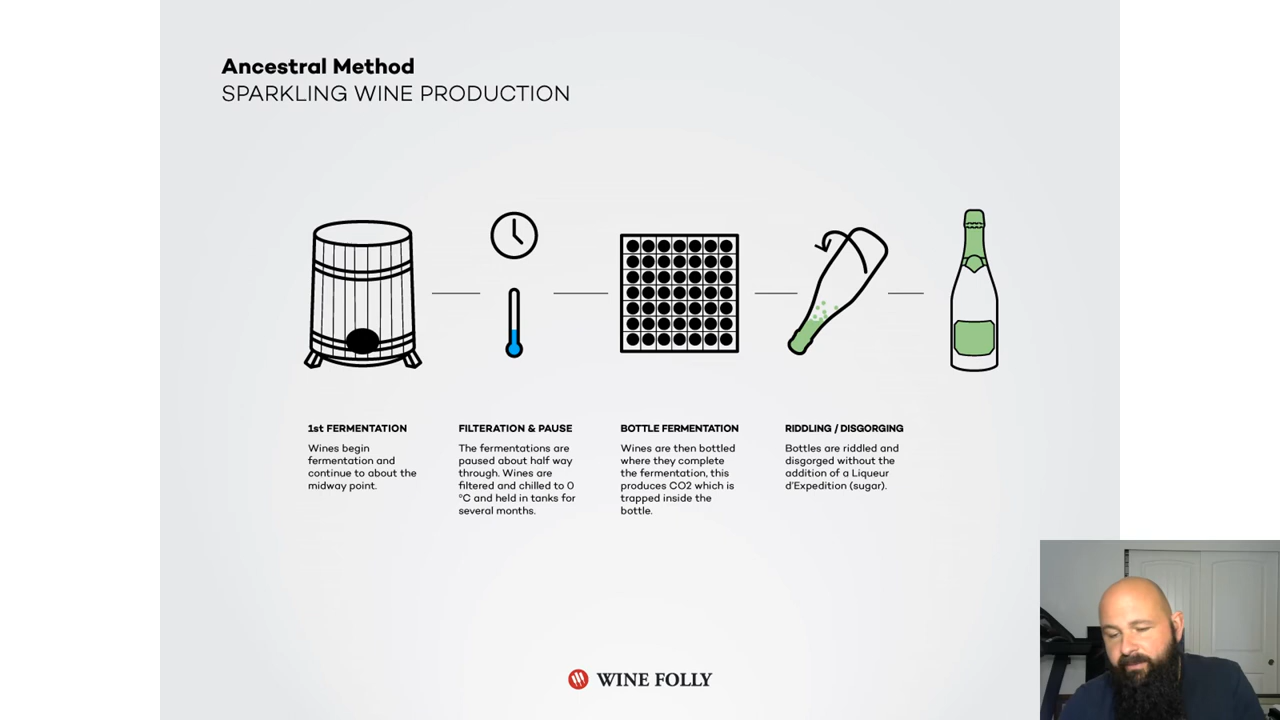 Ancestral Method
SPARKLING WINE PRODUCTION
1st FERMENTATION
Wines begin
fermentation and
continue to about the
midway point.
FILTERATION & PAUSE
The fermentations are
paused about half way
through. Wines are
filtered and chilled to 0
°C and held in tanks for
several months.
BOTTLE FERMENTATION
Wines are then bottled
where they complete
the fermentation, this
produces CO2 which is
trapped inside the
bottle.
RIDDLING / DISGORGING
Bottles are riddled and
disgorged without the
addition of a Liqueur
d'Expedition (sugar).
WINE FOLLY